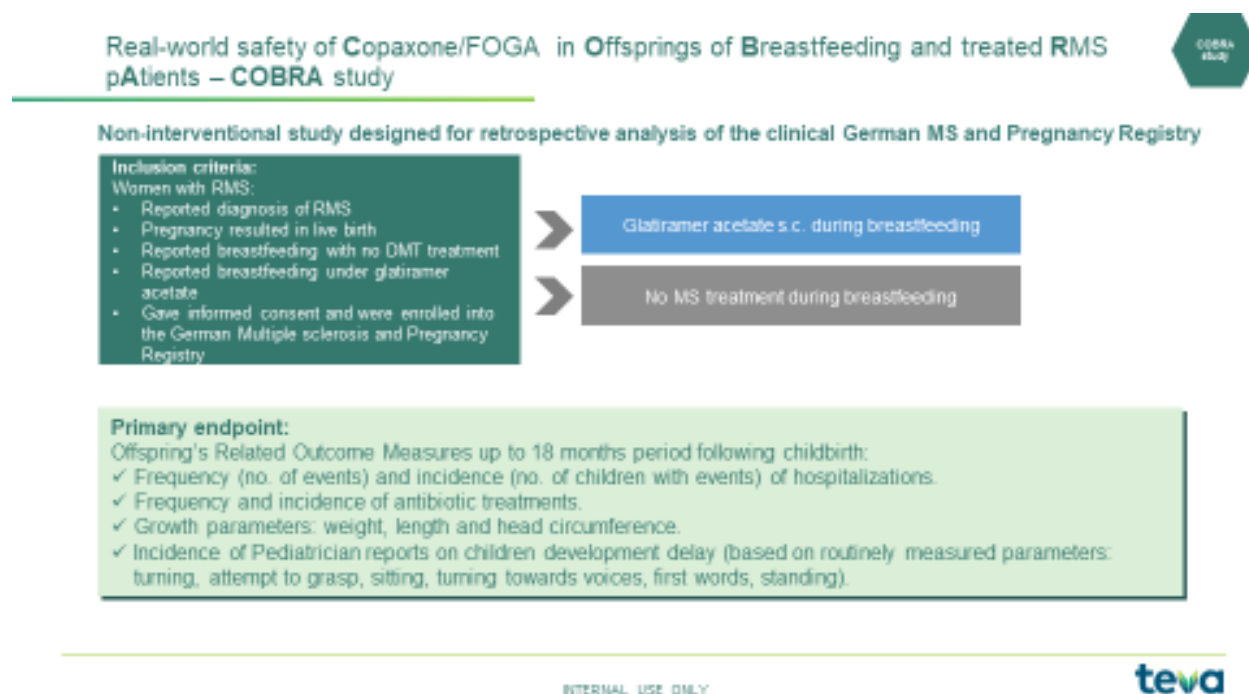 Real-world safety of Copaxone/FOGA in Offsprings of Breastfeeding and treated RMS
pAtients – COBRA study
COBRA
study
Non-interventional study designed for retrospective analysis of the clinical German MS and Pregnancy Registry
Inclusion criteria:
Women with RMS:
• Reported diagnosis of RMS
• Pregnancy resulted in live birth
• Reported breastfeeding with no DMT treatment
• Reported breastfeeding under glatiramer
acetate
• Gave informed consent and were enrolled into
the German Multiple sclerosis and Pregnancy
Registry
Glatiramer acetate s.c. during breastfeeding
No MS treatment during breastfeeding
Primary endpoint:
Offspring's Related Outcome Measures up to 18 months period following childbirth:
✓ Frequency (no. of events) and incidence (no. of children with events) of hospitalizations.
✓ Frequency and incidence of antibiotic treatments.
✓ Growth parameters: weight, length and head circumference.
✓ Incidence of Pediatrician reports on children development delay (based on routinely measured parameters:
turning, attempt to grasp, sitting, turning towards voices, first words, standing).
INTERNAL USE ONLY
teva